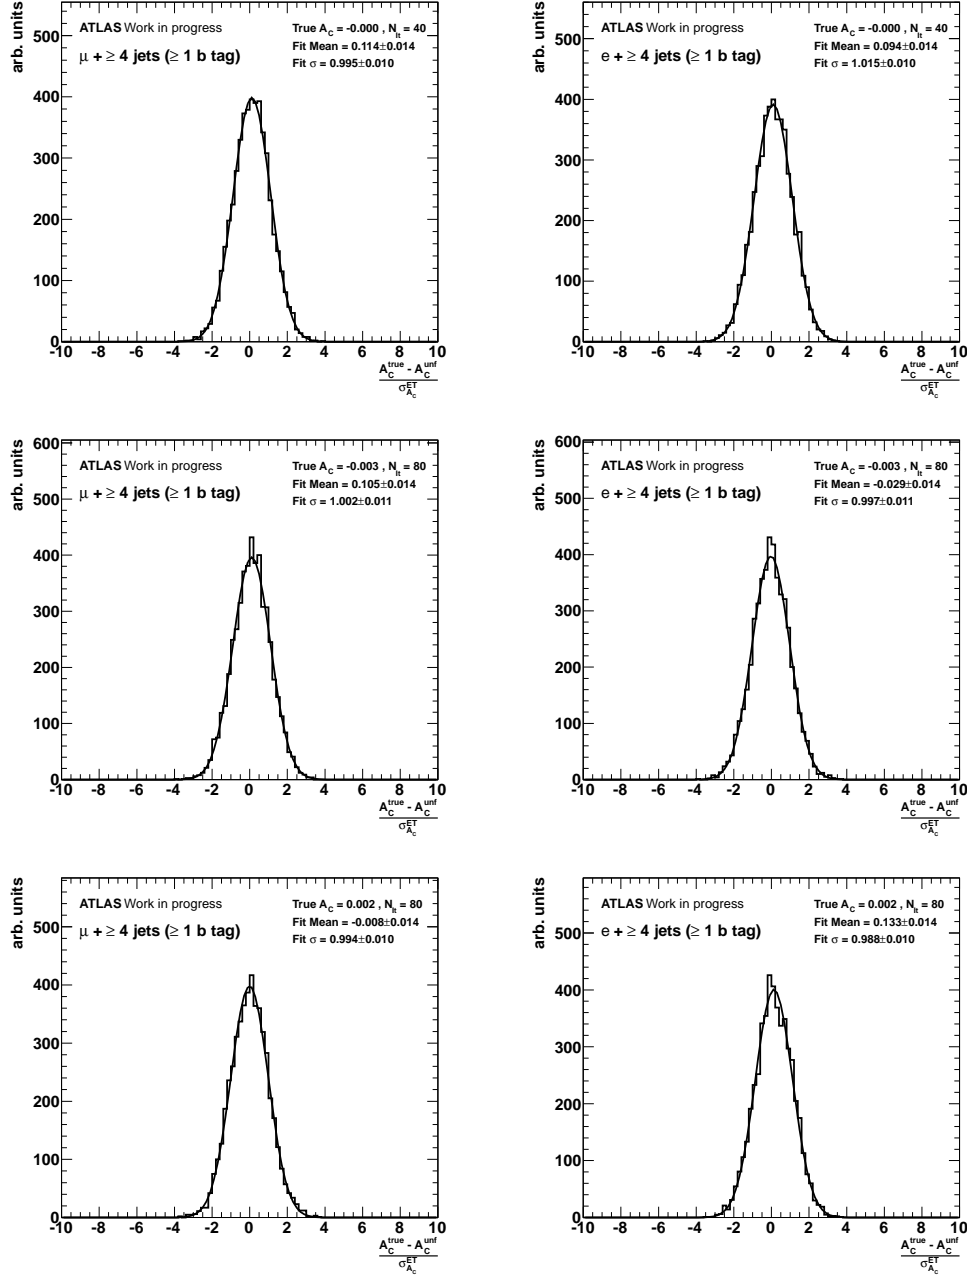 arb. units
ATLAS Work in progress
μ + ≥ 4 jets (≥ 1 b tag)
True A_C = -0.000 , N_It = 40
Fit Mean = 0.114±0.014
Fit σ = 0.995±0.010
500
400
300
200
100
0
-10 -8 -6 -4 -2 0 2 4 6 8 10
A_C^true - A_C^unf
σ_A_C^ET
arb. units
ATLAS Work in progress
e + ≥ 4 jets (≥ 1 b tag)
True A_C = -0.000 , N_It = 40
Fit Mean = 0.094±0.014
Fit σ = 1.015±0.010
500
400
300
200
100
0
-10 -8 -6 -4 -2 0 2 4 6 8 10
A_C^true - A_C^unf
σ_A_C^ET
arb. units
ATLAS Work in progress
μ + ≥ 4 jets (≥ 1 b tag)
True A_C = -0.003 , N_It = 80
Fit Mean = 0.105±0.014
Fit σ = 1.002±0.011
600
500
400
300
200
100
0
-10 -8 -6 -4 -2 0 2 4 6 8 10
A_C^true - A_C^unf
σ_A_C^ET
arb. units
ATLAS Work in progress
e + ≥ 4 jets (≥ 1 b tag)
True A_C = -0.003 , N_It = 80
Fit Mean = -0.029±0.014
Fit σ = 0.997±0.011
600
500
400
300
200
100
0
-10 -8 -6 -4 -2 0 2 4 6 8 10
A_C^true - A_C^unf
σ_A_C^ET
arb. units
ATLAS Work in progress
μ + ≥ 4 jets (≥ 1 b tag)
True A_C = 0.002 , N_It = 80
Fit Mean = -0.008±0.014
Fit σ = 0.994±0.010
500
400
300
200
100
0
-10 -8 -6 -4 -2 0 2 4 6 8 10
A_C^true - A_C^unf
σ_A_C^ET
arb. units
ATLAS Work in progress
e + ≥ 4 jets (≥ 1 b tag)
True A_C = 0.002 , N_It = 80
Fit Mean = 0.133±0.014
Fit σ = 0.988±0.010
500
400
300
200
100
0
-10 -8 -6 -4 -2 0 2 4 6 8 10
A_C^true - A_C^unf
σ_A_C^ET